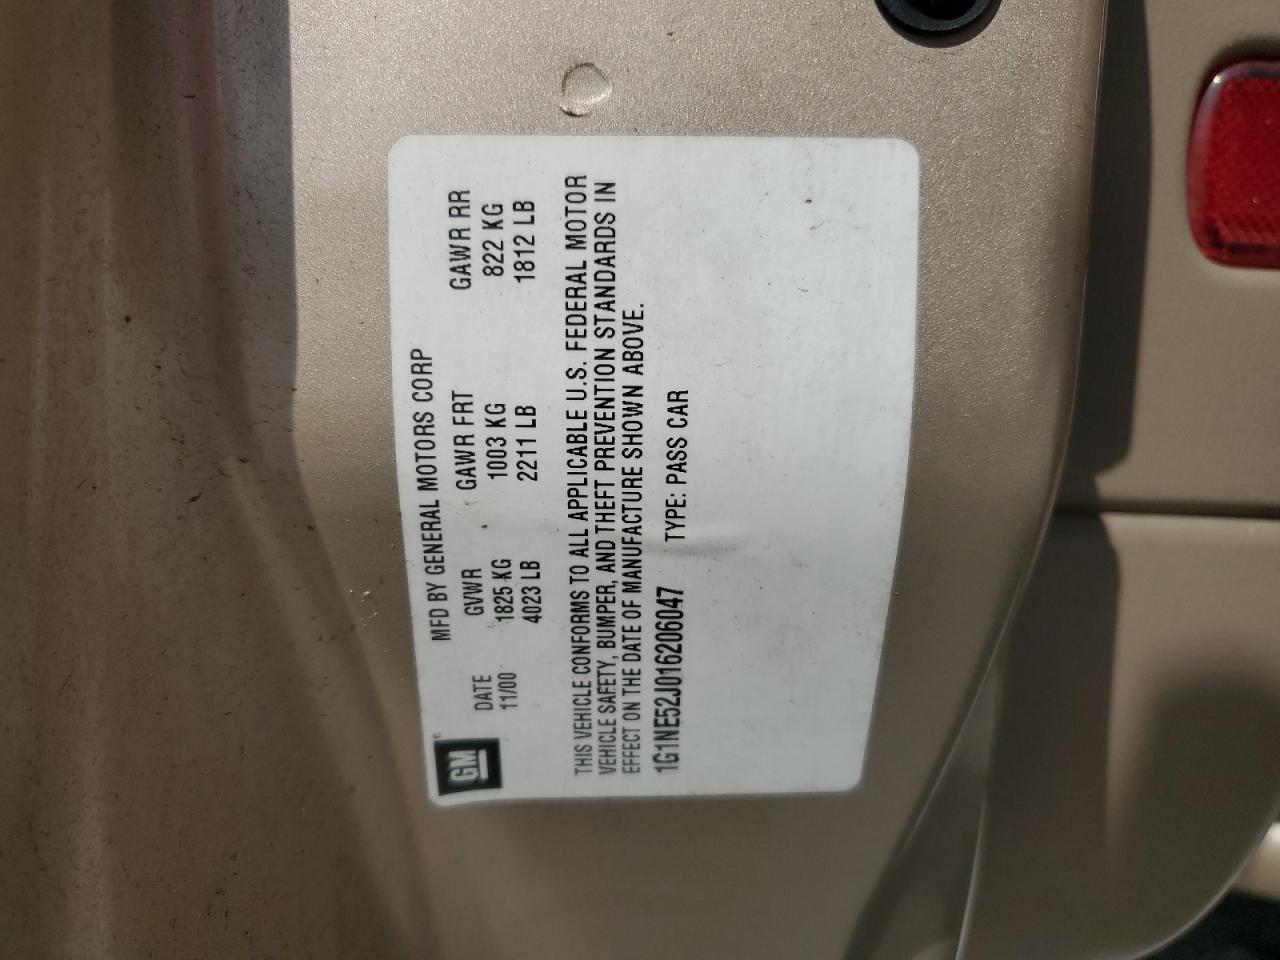 MFD BY GENERAL MOTORS CORP
GM
DATE GVWR GAWR FRT GAWR RR
11/00 1825 KG 1003 KG 822 KG
4023 LB 2211 LB 1812 LB
THIS VEHICLE CONFORMS TO ALL APPLICABLE U.S. FEDERAL MOTOR
VEHICLE SAFETY, BUMPER, AND THEFT PREVENTION STANDARDS IN
EFFECT ON THE DATE OF MANUFACTURE SHOWN ABOVE.
1G1NE52J016206047 TYPE: PASS CAR